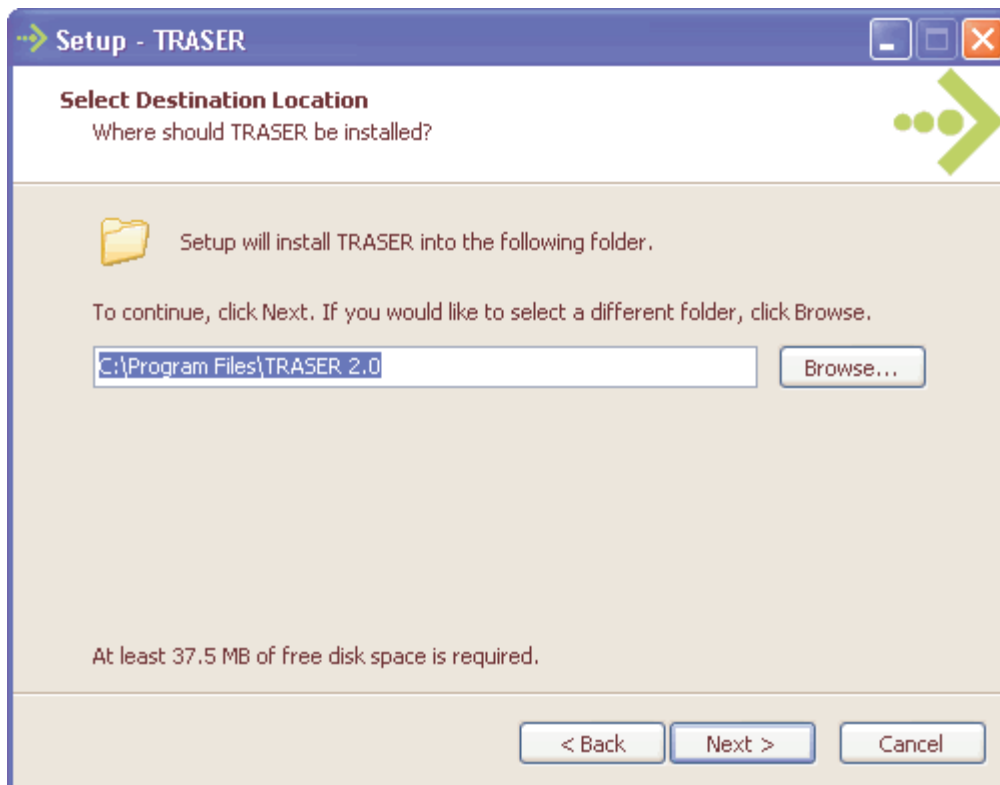 Setup - TRASER
Select Destination Location
Where should TRASER be installed?
Setup will install TRASER into the following folder.
To continue, click Next. If you would like to select a different folder, click Browse.
C:\Program Files\TRASER 2.0
Browse...
At least 37.5 MB of free disk space is required.
< Back Next > Cancel